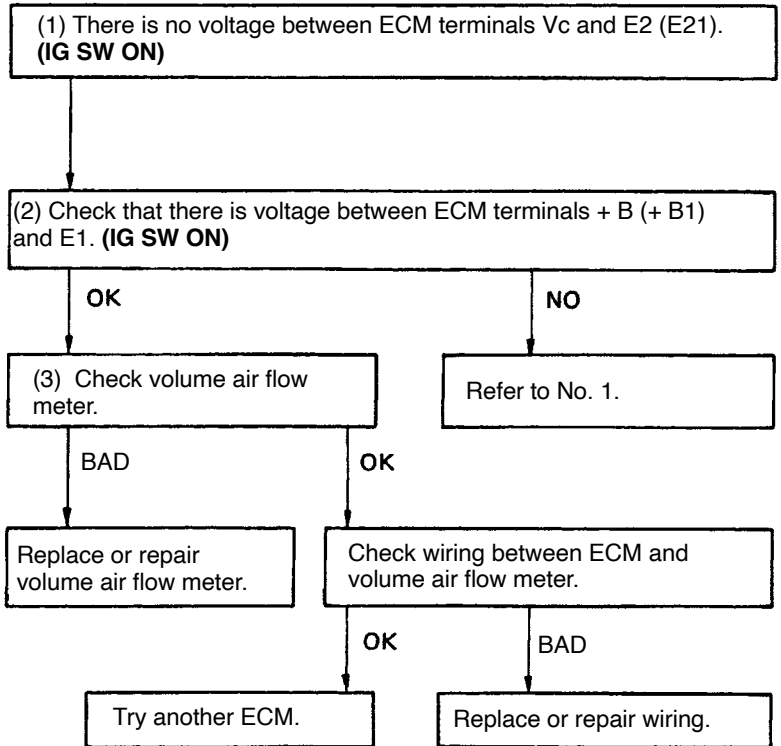 (1) There is no voltage between ECM terminals Vc and E2 (E21).
(IG SW ON)
(2) Check that there is voltage between ECM terminals + B (+ B1)
and E1. (IG SW ON)
OK
NO
(3) Check volume air flow
meter.
Refer to No. 1.
BAD
OK
Replace or repair
volume air flow meter.
Check wiring between ECM and
volume air flow meter.
OK
BAD
Try another ECM.
Replace or repair wiring.